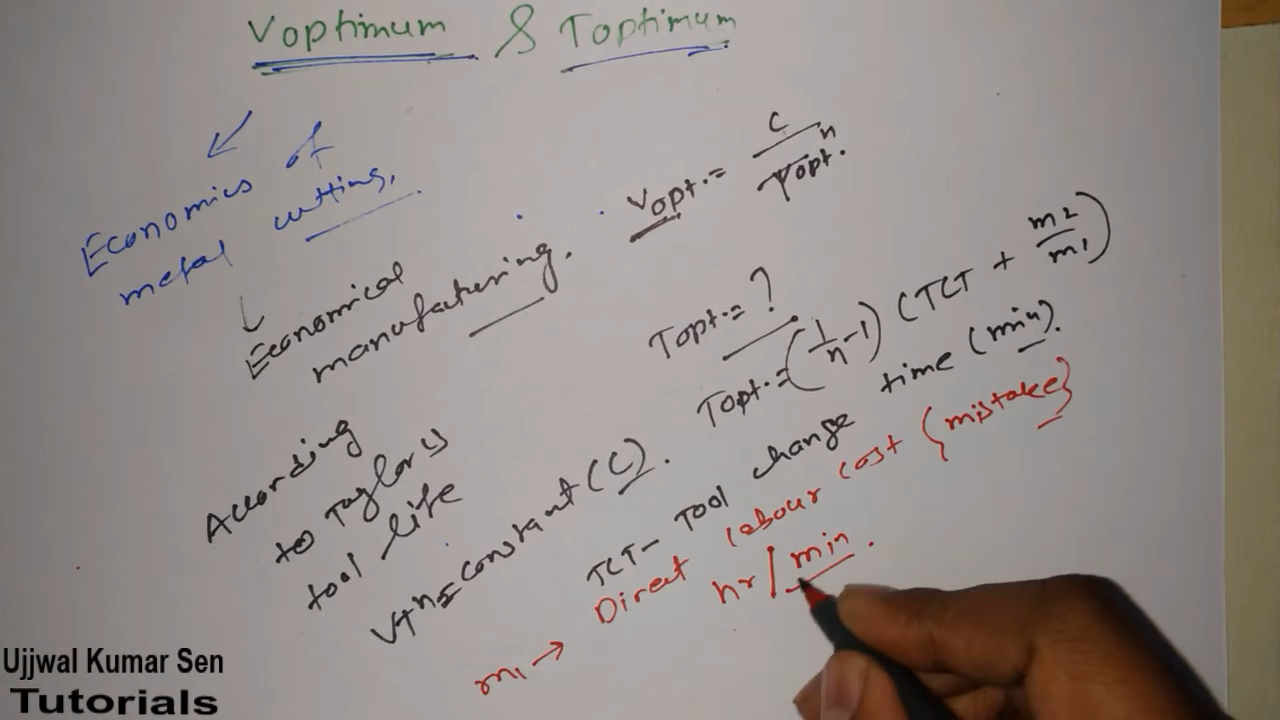 Voptimum & Toptimum
Economics of
metal cutting,
Economical
manufacturing.
According
to Taylor's
tool life
VTn = constant (C).
Vopt. = C / Topt.n
Topt. = ?
Topt. = (1/n - 1) (TCT + m2/m1)
TCT - Tool change time (min).
m1 → Direct labour cost {mistake}
hr/min.
Ujjwal Kumar Sen
Tutorials